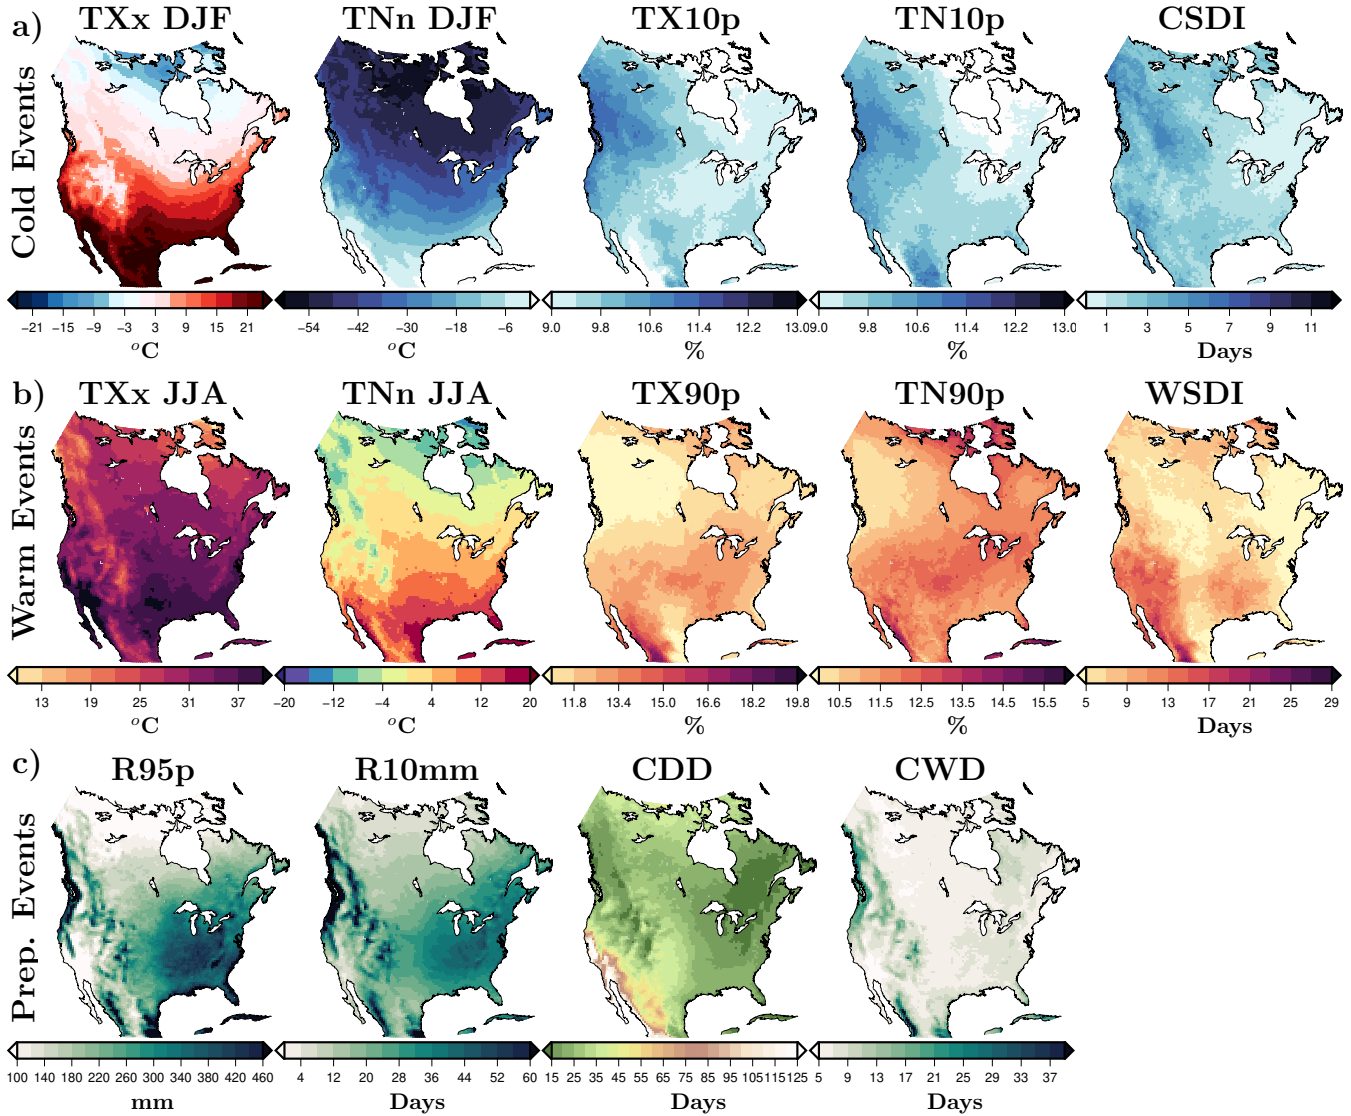 a)
TXx DJF TNn DJF TX10p TN10p CSDI
Cold Events
−21 −15 −9 −3 3 9 15 21
°C
−54 −42 −30 −18 −6
°C
9.0 9.8 10.6 11.4 12.2 13.0
%
9.0 9.8 10.6 11.4 12.2 13.0
%
1 3 5 7 9 11
Days
b)
TXx JJA TNn JJA TX90p TN90p WSDI
Warm Events
13 19 25 31 37
°C
−20 −12 −4 4 12 20
°C
11.8 13.4 15.0 16.6 18.2 19.8
%
10.5 11.5 12.5 13.5 14.5 15.5
%
5 9 13 17 21 25 29
Days
c)
R95p R10mm CDD CWD
Prep. Events
100 140 180 220 260 300 340 380 420 460
mm
4 12 20 28 36 44 52 60
Days
15 25 35 45 55 65 75 85 95 105 115 125
Days
5 9 13 17 21 25 29 33 37
Days